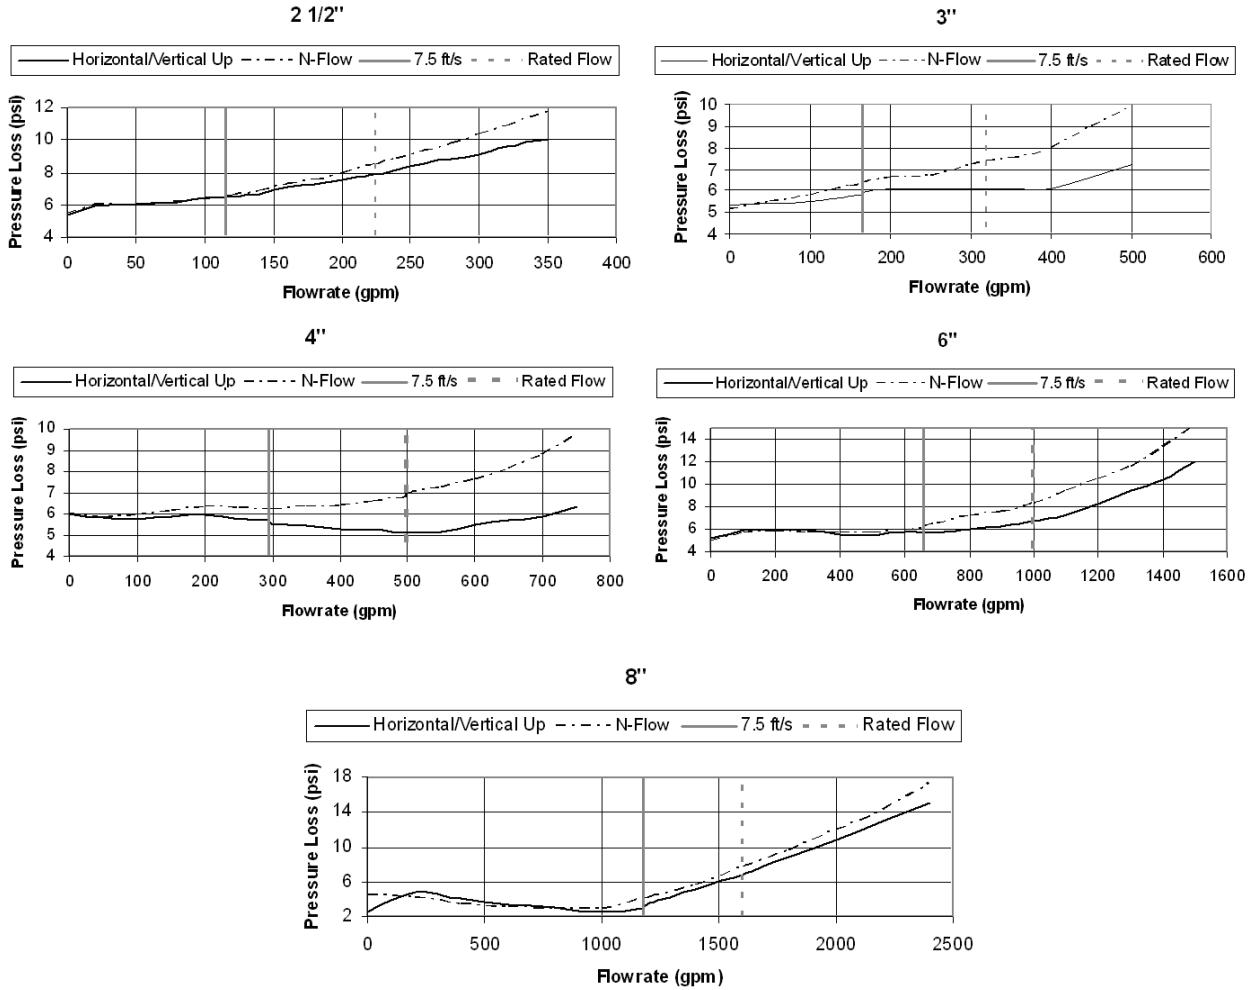 2 1/2"
Horizontal/Vertical Up N-Flow 7.5 ft/s Rated Flow
Pressure Loss (psi)
12
10
8
6
4
0 50 100 150 200 250 300 350 400
Flowrate (gpm)
3"
Horizontal/Vertical Up N-Flow 7.5 ft/s Rated Flow
Pressure Loss (psi)
10
9
8
7
6
5
4
0 100 200 300 400 500 600
Flowrate (gpm)
4"
Horizontal/Vertical Up N-Flow 7.5 ft/s Rated Flow
Pressure Loss (psi)
10
9
8
7
6
5
4
0 100 200 300 400 500 600 700 800
Flowrate (gpm)
6"
Horizontal/Vertical Up N-Flow 7.5 ft/s Rated Flow
Pressure Loss (psi)
14
12
10
8
6
4
0 200 400 600 800 1000 1200 1400 1600
Flowrate (gpm)
8"
Horizontal/Vertical Up N-Flow 7.5 ft/s Rated Flow
Pressure Loss (psi)
18
14
10
6
2
0 500 1000 1500 2000 2500
Flowrate (gpm)